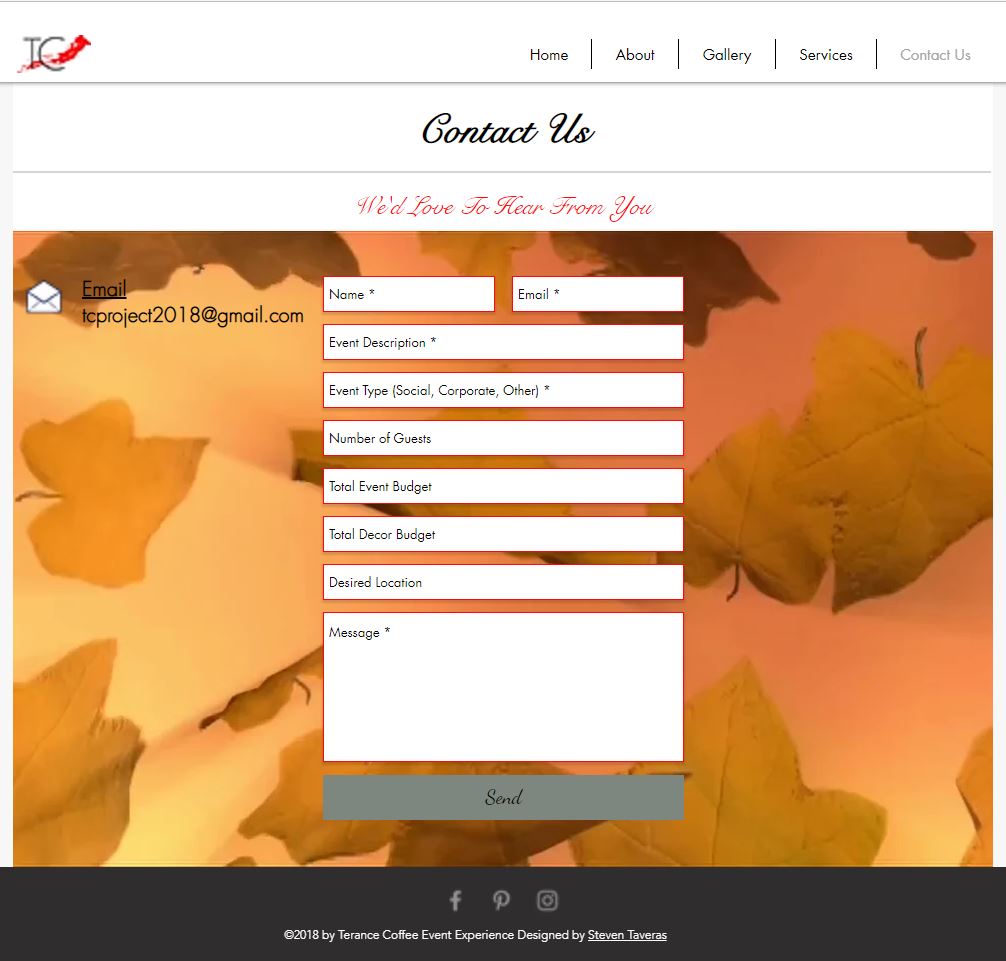 TC
Home About Gallery Services Contact Us
Contact Us
We'd Love To Hear From You
Email
tcproject2018@gmail.com
Name * Email *
Event Description *
Event Type (Social, Corporate, Other) *
Number of Guests
Total Event Budget
Total Decor Budget
Desired Location
Message *
Send
©2018 by Terance Coffee Event Experience Designed by Steven Taveras